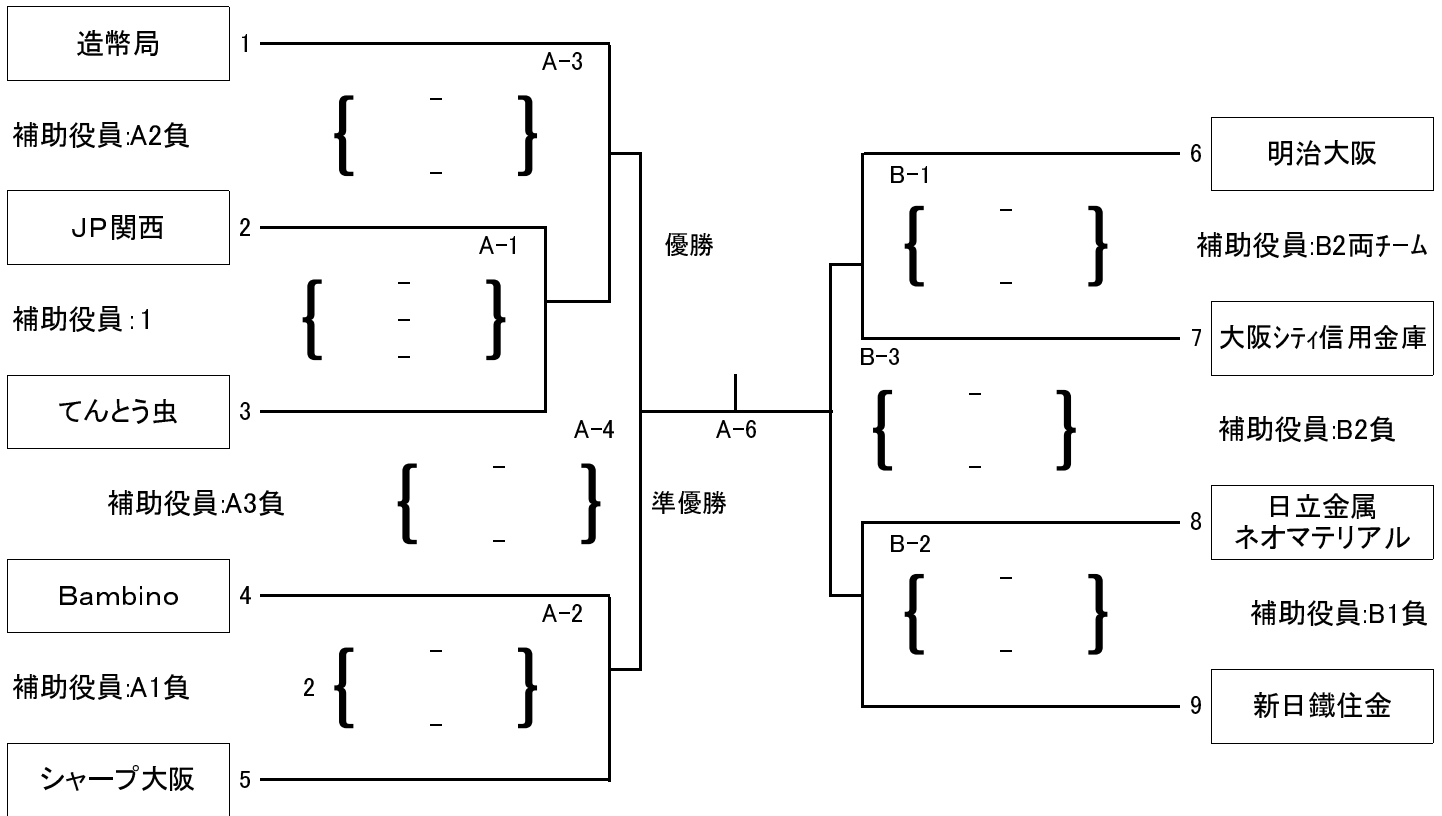 造幣局 1
A-3
{ - - }
補助役員:A2負
JP関西 2
A-1
{ - - - }
補助役員:1
てんとう虫 3
A-4
{ - - }
補助役員:A3負
Bambino 4
A-2
2 { - - }
補助役員:A1負
シャープ大阪 5
優勝
A-6
準優勝
6 明治大阪
B-1
{ - - }
補助役員:B2両ﾁｰﾑ
7 大阪ｼﾃｨ信用金庫
B-3
{ - - }
補助役員:B2負
8 日立金属
ネオマテリアル
B-2
{ - - }
補助役員:B1負
9 新日鐵住金